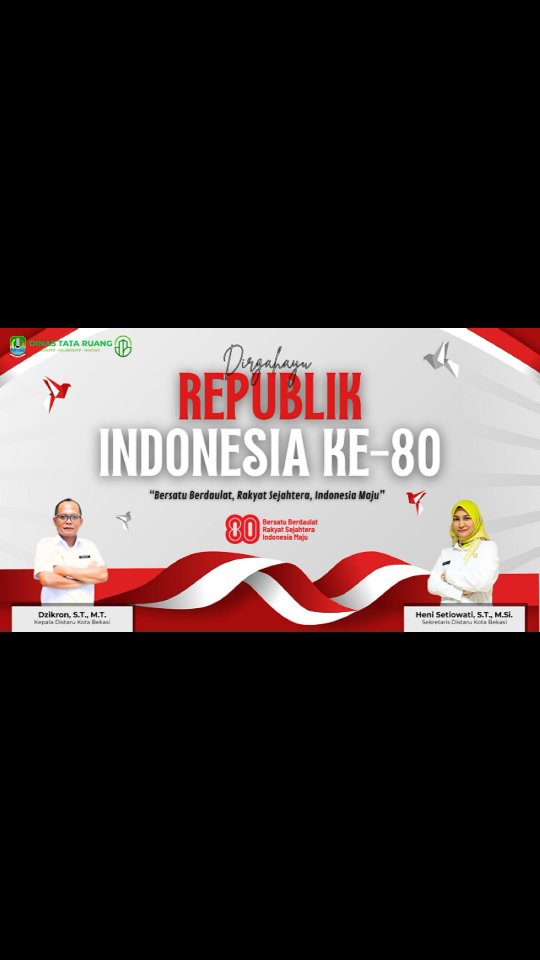 DINAS TATA RUANG
Dirgahayu
REPUBLIK
INDONESIA KE-80
“Bersatu Berdaulat, Rakyat Sejahtera, Indonesia Maju”
80 Bersatu Berdaulat
Rakyat Sejahtera
Indonesia Maju
Dzikron, S.T., M.T.
Kepala Distaru Kota Bekasi
Heni Setiowati, S.T., M.Si.
Sekretaris Distaru Kota Bekasi